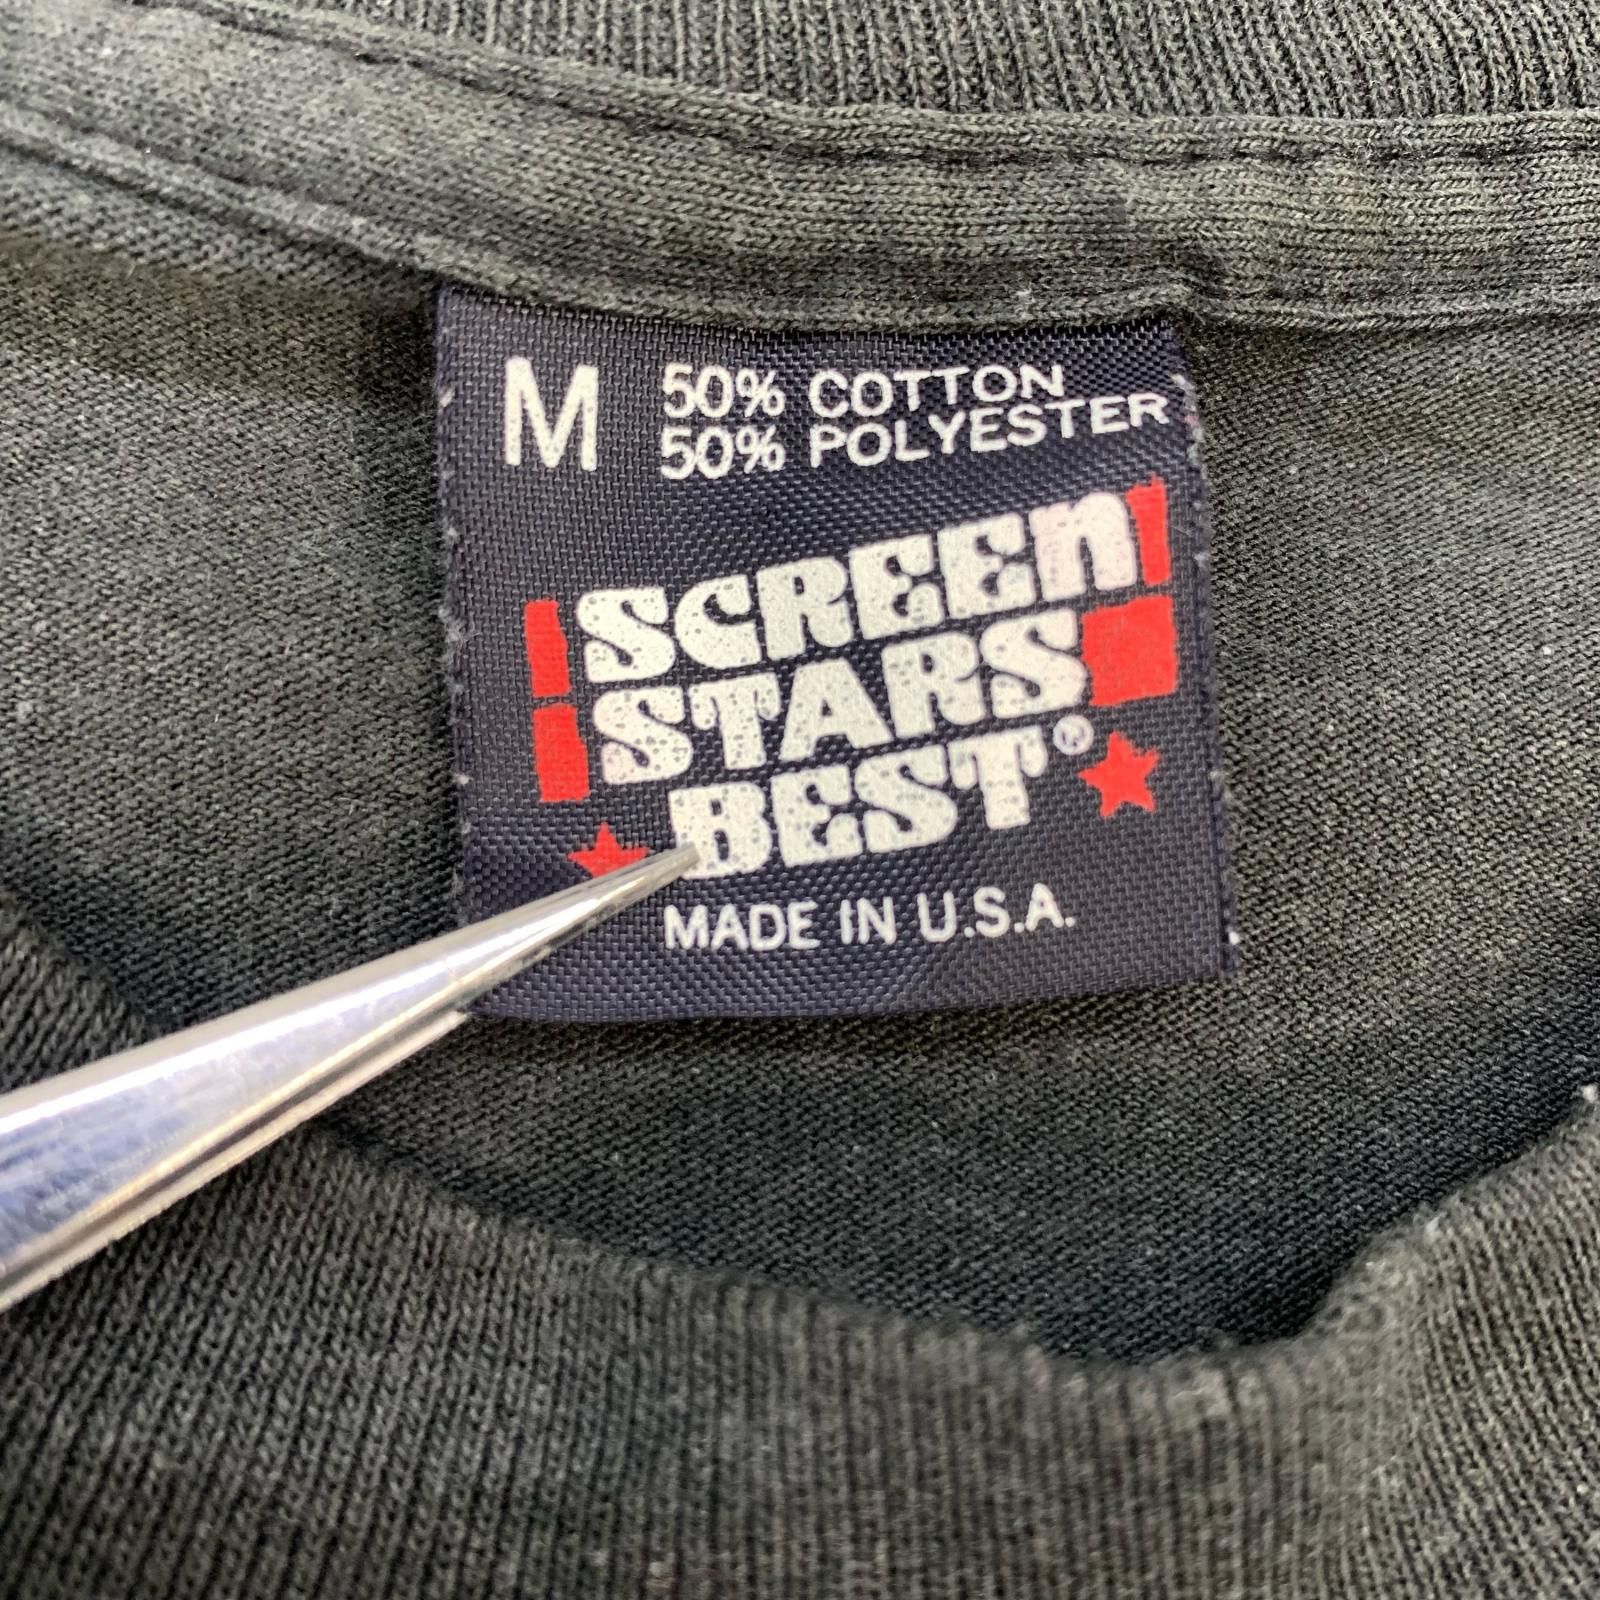 M 50% COTTON
50% POLYESTER
SCREEn
STARS
BEST®
MADE IN U.S.A.